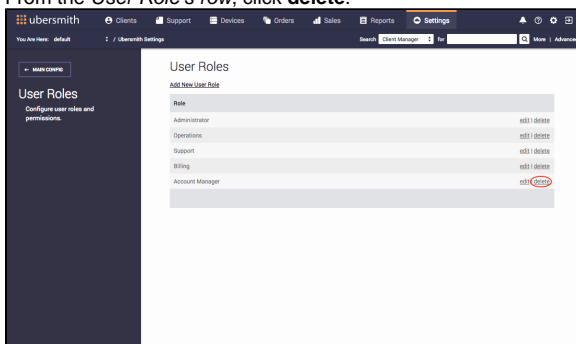 From the User Role's row, click delete.
ubersmith Clients Support Devices Orders Sales Reports Settings
You Are Here: default / Ubersmith Settings Search Client Manager for More | Advanced
← MAIN CONFIG
User Roles
Configure user roles and
permissions.
User Roles
Add New User Role
Role
Administrator edit | delete
Operations edit | delete
Support edit | delete
Billing edit | delete
Account Manager edit | delete